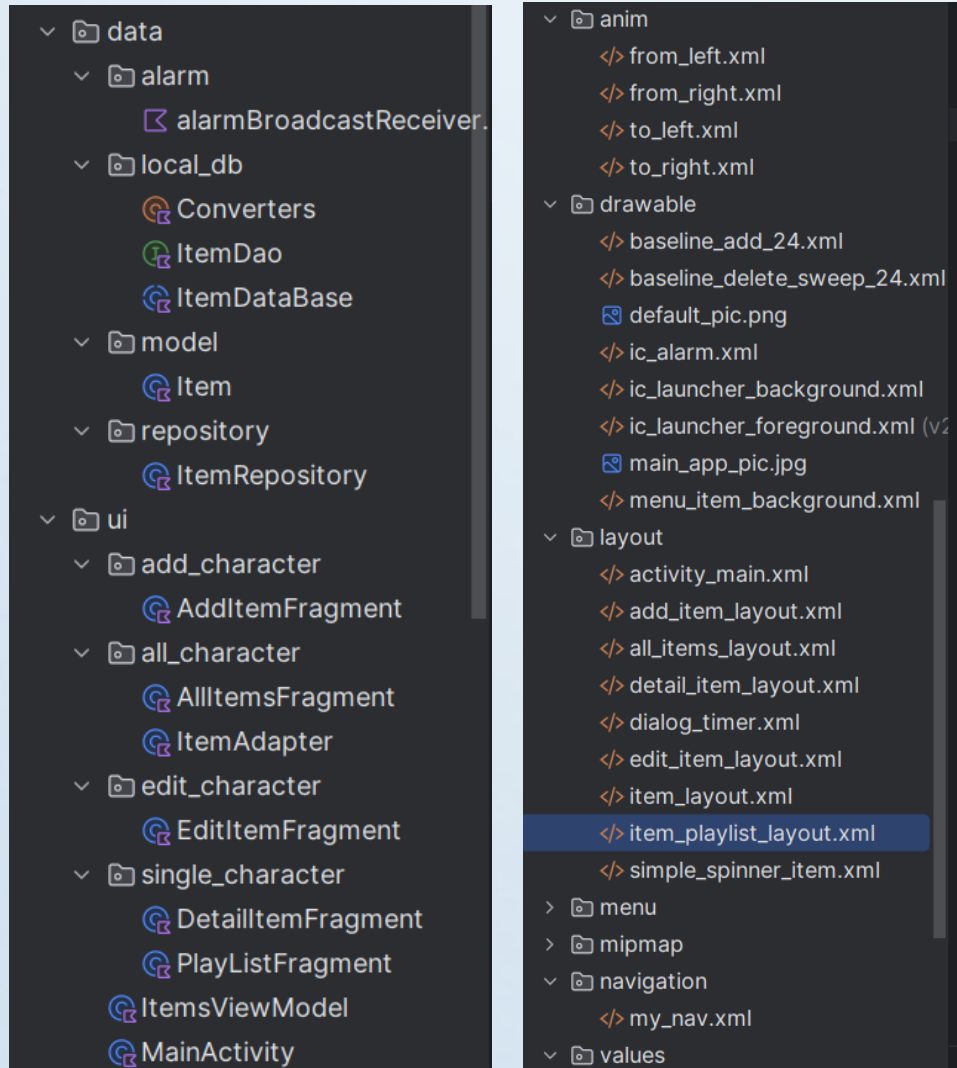 data
alarm
alarmBroadcastReceiver.
local_db
Converters
ItemDao
ItemDataBase
model
Item
repository
ItemRepository
ui
add_character
AddItemFragment
all_character
AllItemsFragment
ItemAdapter
edit_character
EditItemFragment
single_character
DetailItemFragment
PlayListFragment
ItemsViewModel
MainActivity
anim
from_left.xml
from_right.xml
to_left.xml
to_right.xml
drawable
baseline_add_24.xml
baseline_delete_sweep_24.xml
default_pic.png
ic_alarm.xml
ic_launcher_background.xml
ic_launcher_foreground.xml (v2
main_app_pic.jpg
menu_item_background.xml
layout
activity_main.xml
add_item_layout.xml
all_items_layout.xml
detail_item_layout.xml
dialog_timer.xml
edit_item_layout.xml
item_layout.xml
item_playlist_layout.xml
simple_spinner_item.xml
menu
mipmap
navigation
my_nav.xml
values